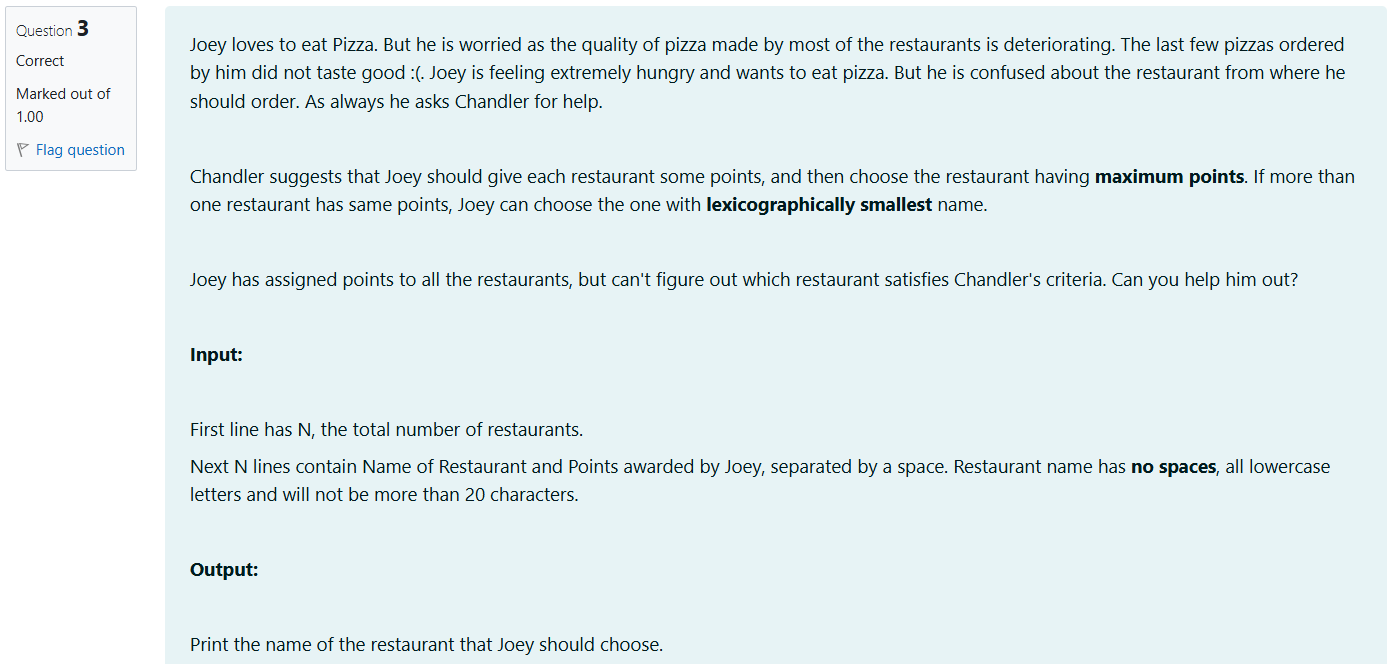 Question 3
Correct
Marked out of
1.00
Flag question
Joey loves to eat Pizza. But he is worried as the quality of pizza made by most of the restaurants is deteriorating. The last few pizzas ordered
by him did not taste good :(. Joey is feeling extremely hungry and wants to eat pizza. But he is confused about the restaurant from where he
should order. As always he asks Chandler for help.
Chandler suggests that Joey should give each restaurant some points, and then choose the restaurant having maximum points. If more than
one restaurant has same points, Joey can choose the one with lexicographically smallest name.
Joey has assigned points to all the restaurants, but can't figure out which restaurant satisfies Chandler's criteria. Can you help him out?
Input:
First line has N, the total number of restaurants.
Next N lines contain Name of Restaurant and Points awarded by Joey, separated by a space. Restaurant name has no spaces, all lowercase
letters and will not be more than 20 characters.
Output:
Print the name of the restaurant that Joey should choose.